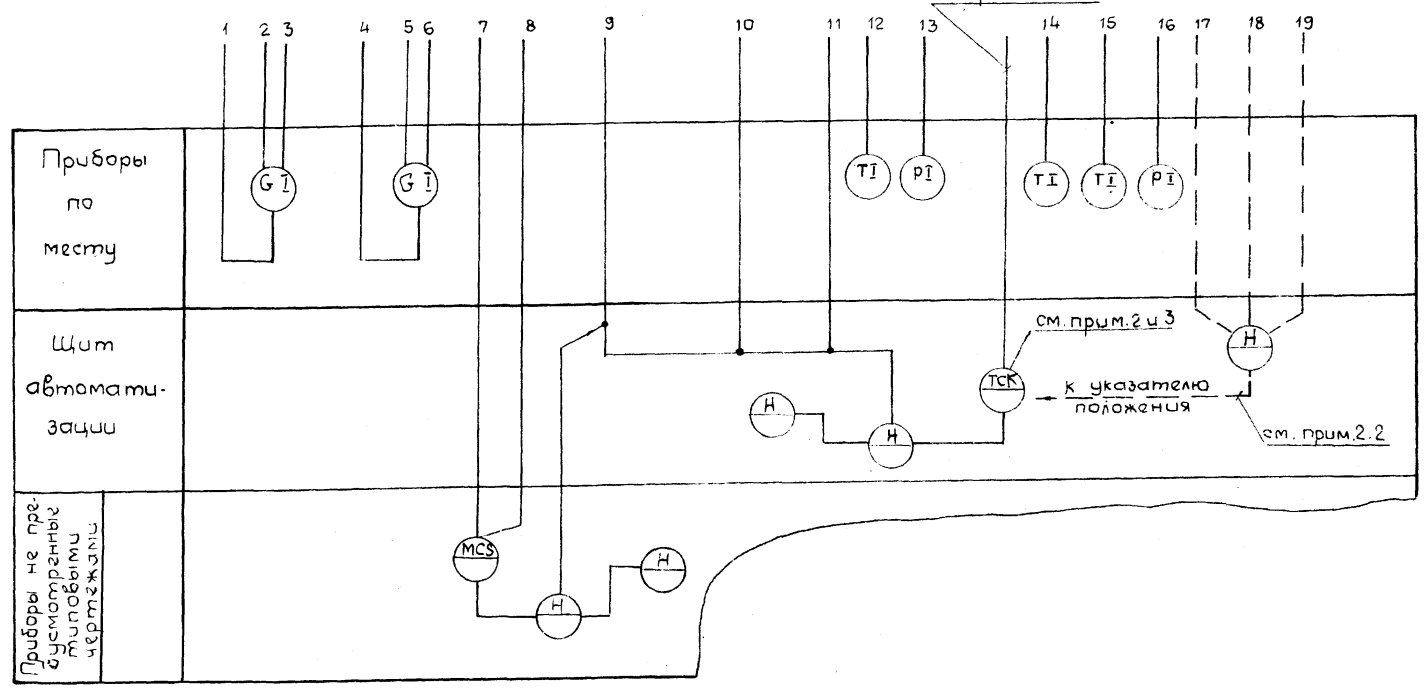 1 2 3 4 5 6 7 8 9 10 11 12 13 14 15 16 17 18 19
Приборы
по
месту
GI
GI
TI
PI
TI
TI
PI
Щит
автомати-
зации
см. прим. 2 и 3
H
TCK
к указателю
положения
H
H
см. прим. 2.2
Приборы не пре-
дусмотренные
типовыми
чертежами
MCS
H
H